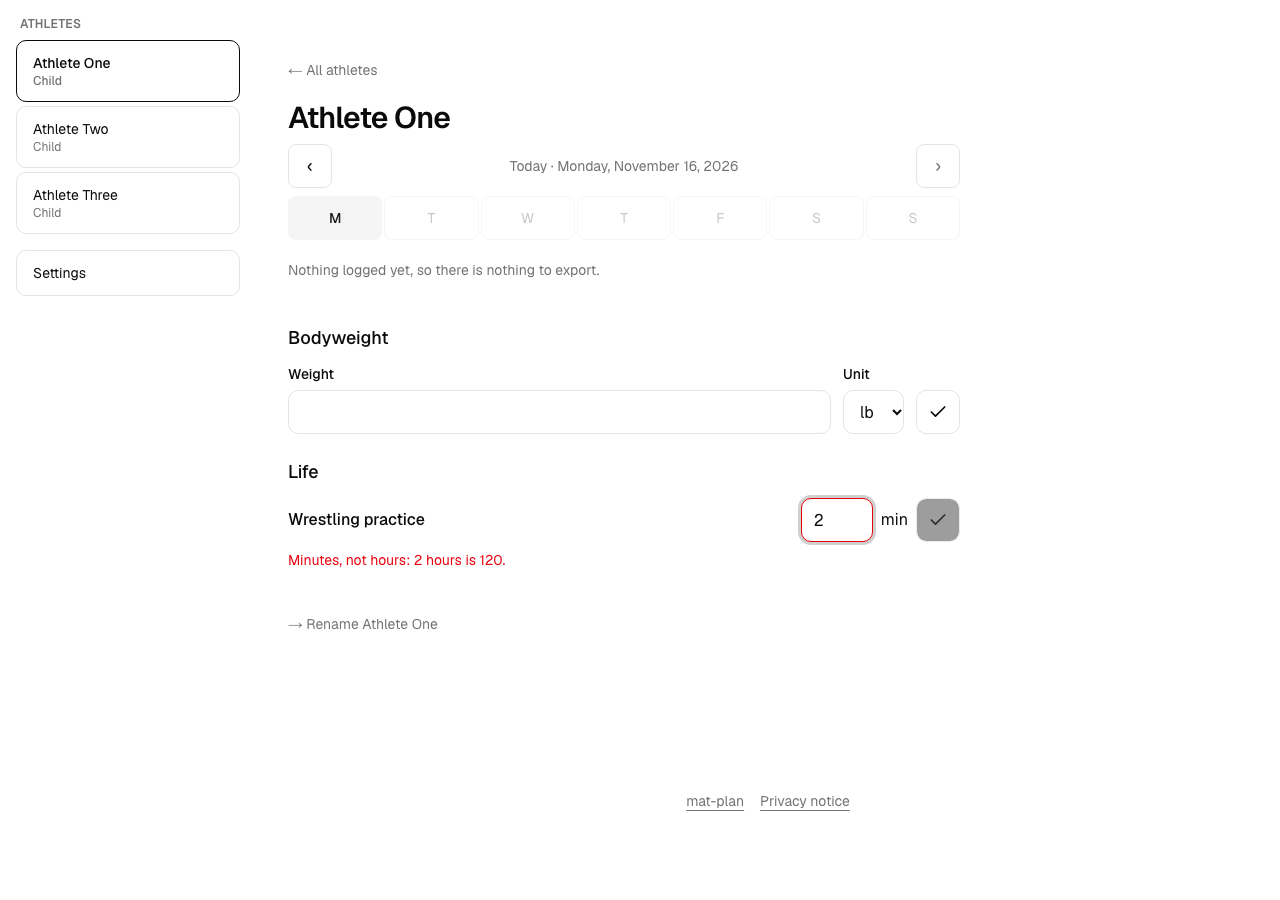 ATHLETES
Athlete One
Child
Athlete Two
Child
Athlete Three
Child
Settings
← All athletes
Athlete One
‹ Today · Monday, November 16, 2026 ›
M T W T F S S
Nothing logged yet, so there is nothing to export.
Bodyweight
Weight Unit
lb
Life
Wrestling practice 2 min
Minutes, not hours: 2 hours is 120.
→ Rename Athlete One
mat-plan Privacy notice